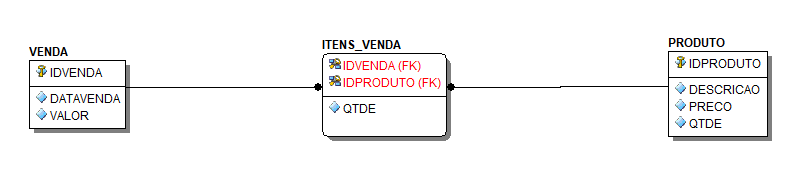 VENDA
IDVENDA
DATAVENDA
VALOR
ITENS_VENDA
IDVENDA (FK)
IDPRODUTO (FK)
QTDE
PRODUTO
IDPRODUTO
DESCRICAO
PRECO
QTDE